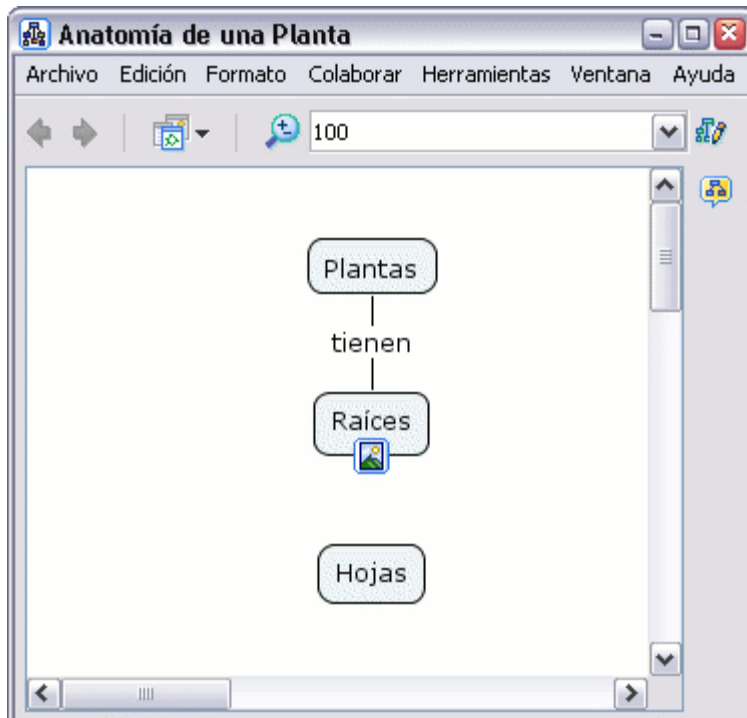 Anatomía de una Planta
Archivo Edición Formato Colaborar Herramientas Ventana Ayuda
100
Plantas
tienen
Raíces
Hojas